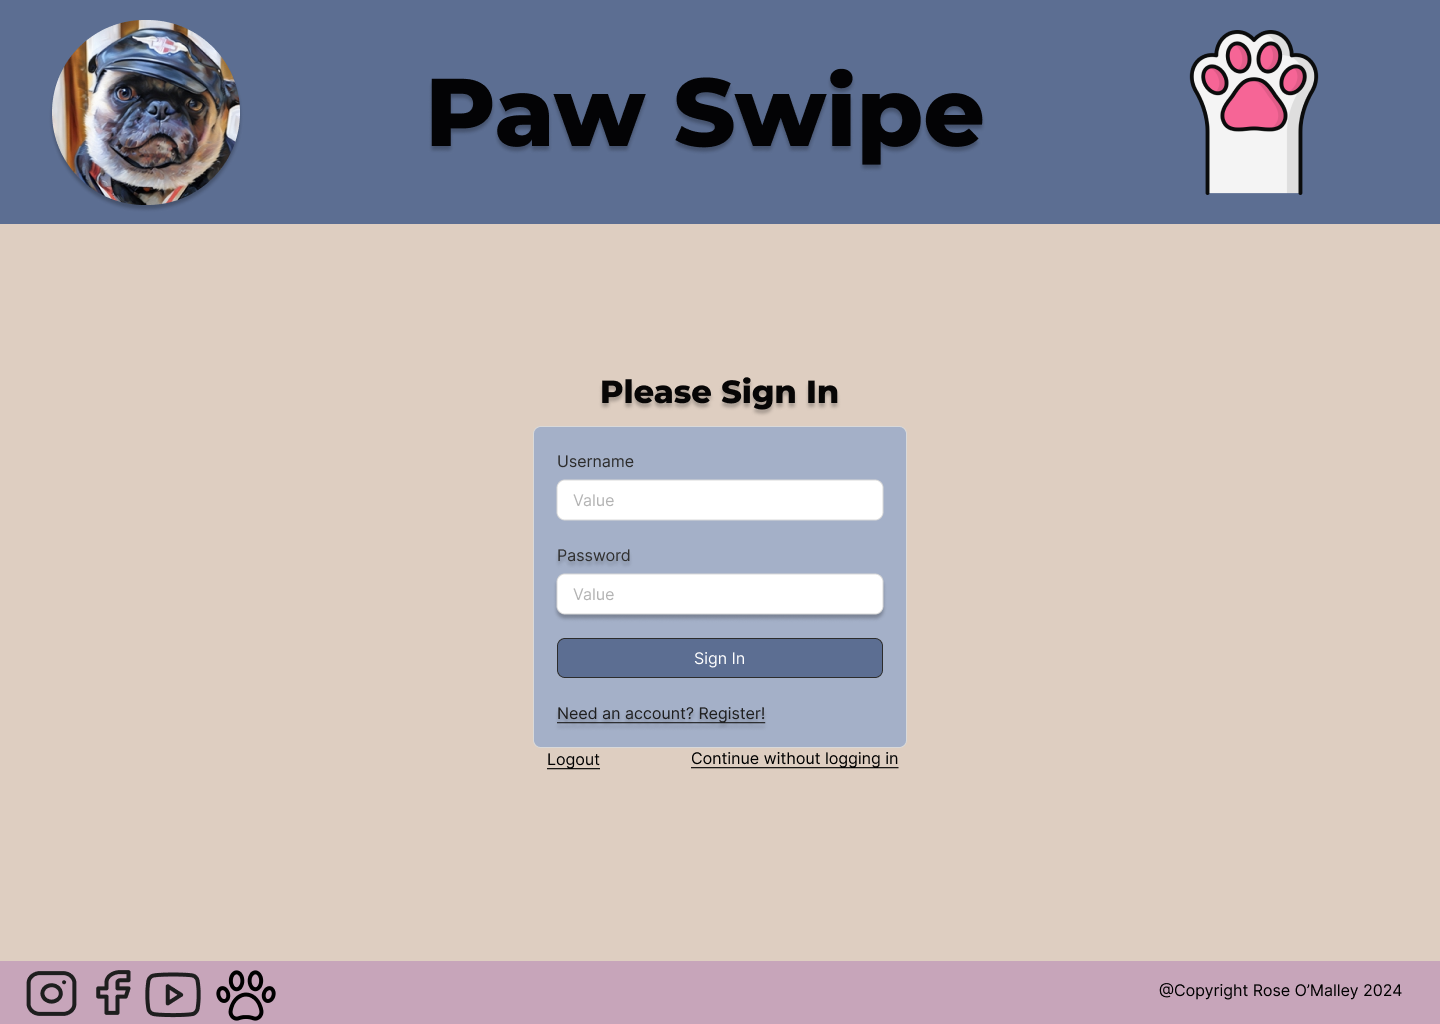 Paw Swipe
Please Sign In
Username
Value
Password
Value
Sign In
Need an account? Register!
Logout
Continue without logging in
@Copyright Rose O’Malley 2024